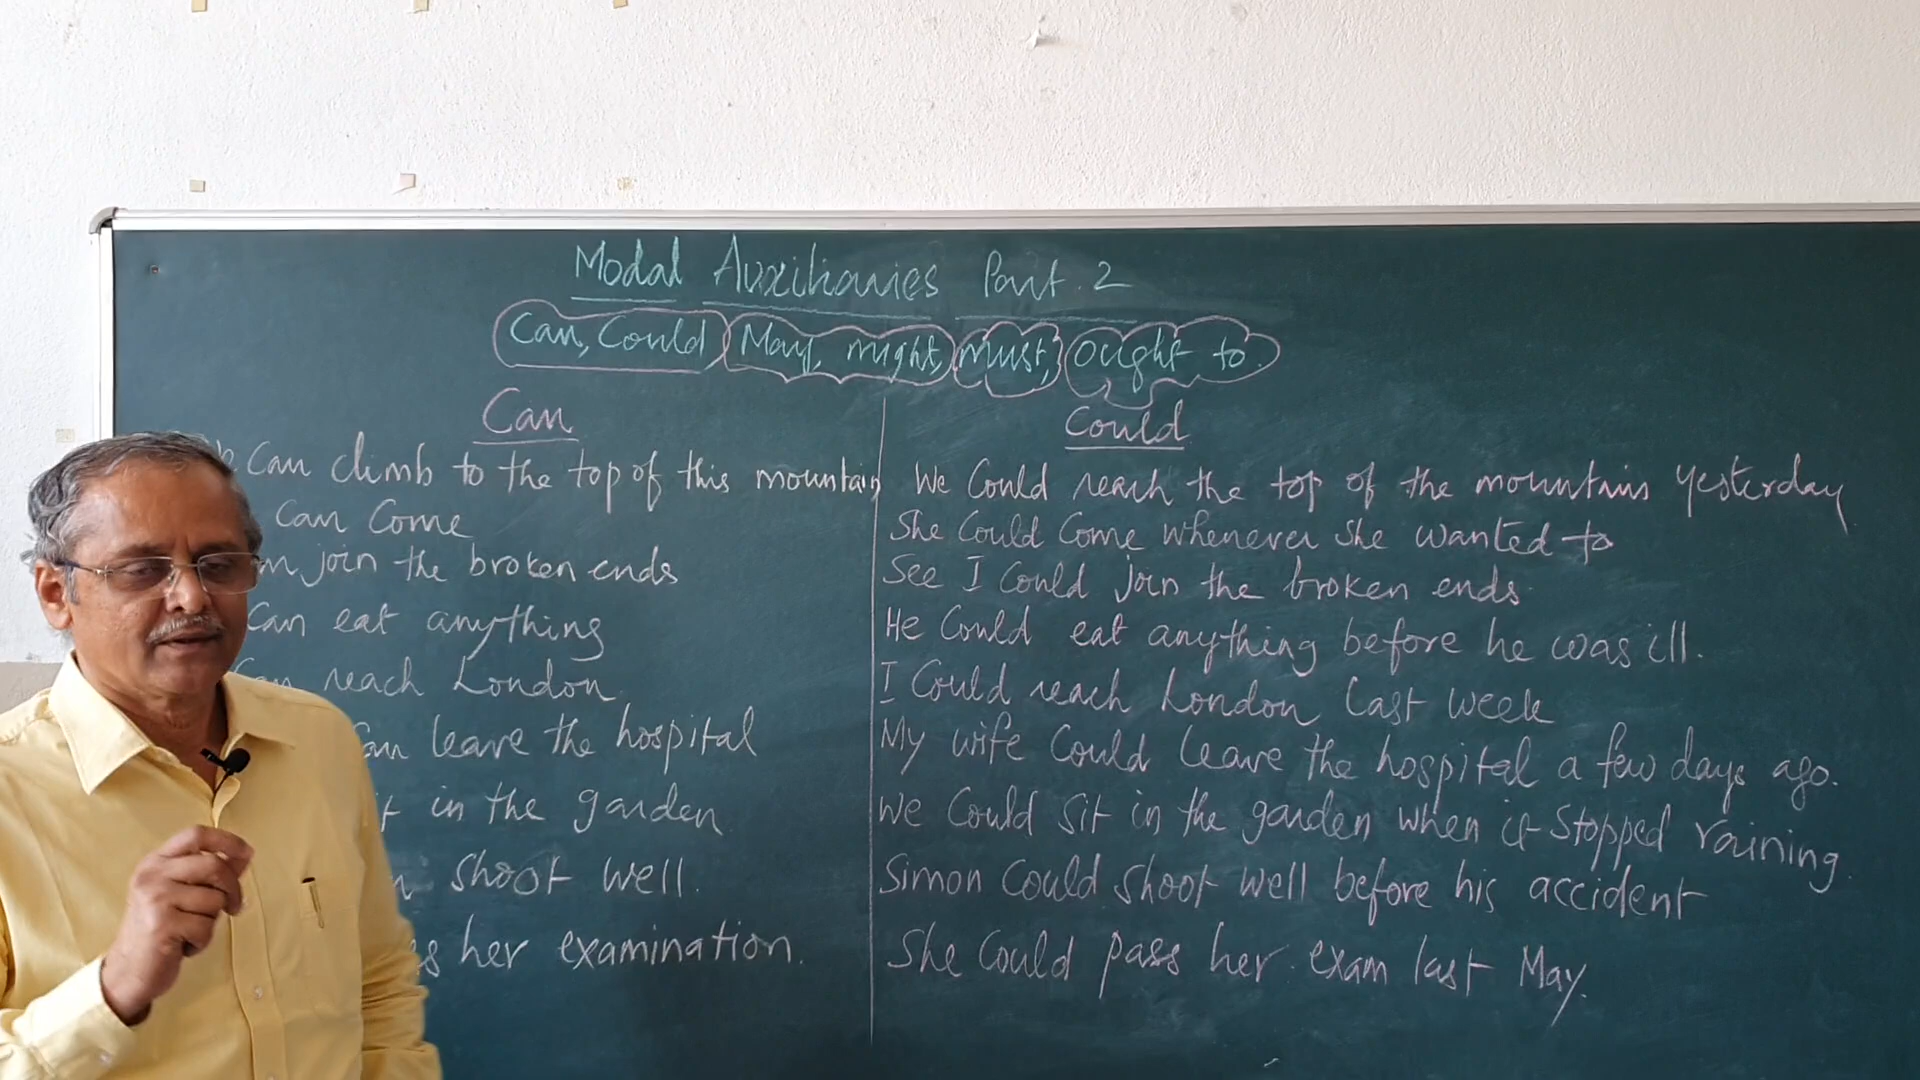 Modal Auxiliaries Part. 2
Can, Could, May, might, must, ought to.
Can
Can climb to the top of this mountain
Can Come
join the broken ends
Can eat anything
reach London
Can leave the hospital
in the garden
shoot well.
her examination.
Could
We Could reach the top of the mountain yesterday
She Could Come whenever she wanted to
See I Could join the broken ends.
He Could eat anything before he was ill.
I Could reach London Last week
My wife Could Leave the hospital a few days ago.
We Could sit in the garden when it stopped raining.
Simon Could shoot well before his accident
She Could pass her exam last May.